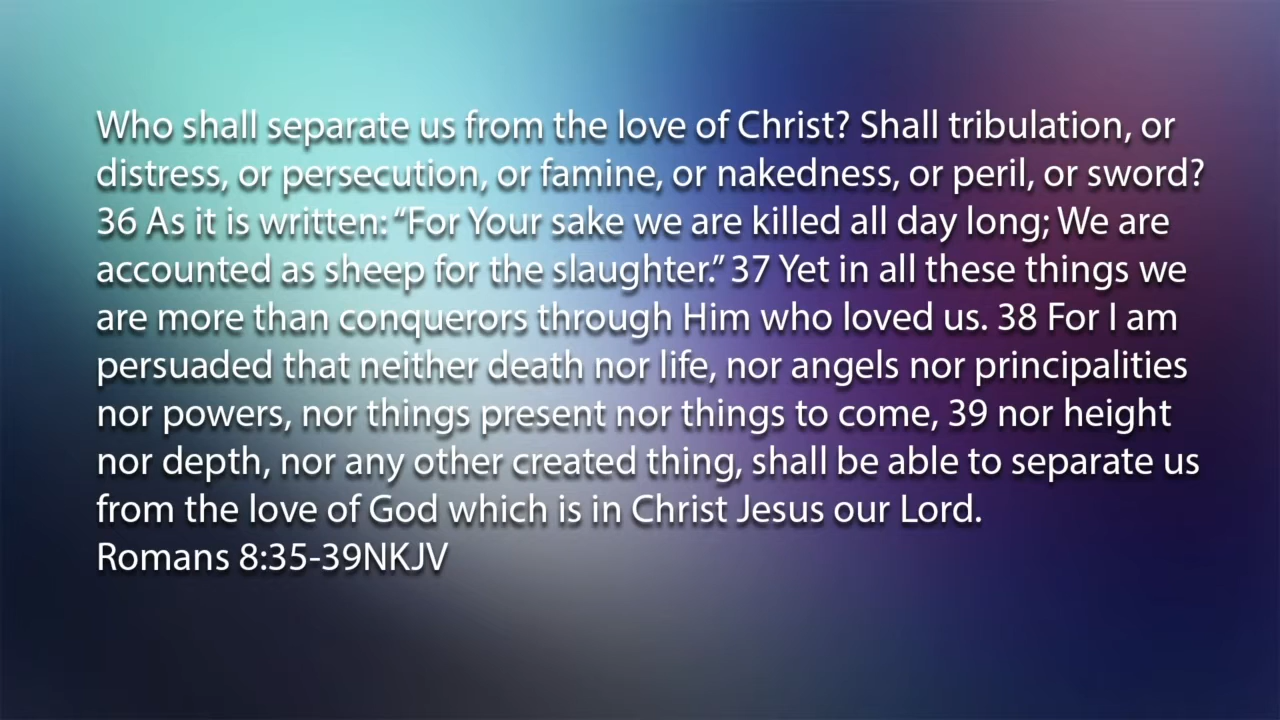 Who shall separate us from the love of Christ? Shall tribulation, or
distress, or persecution, or famine, or nakedness, or peril, or sword?
36 As it is written: “For Your sake we are killed all day long; We are
accounted as sheep for the slaughter.” 37 Yet in all these things we
are more than conquerors through Him who loved us. 38 For I am
persuaded that neither death nor life, nor angels nor principalities
nor powers, nor things present nor things to come, 39 nor height
nor depth, nor any other created thing, shall be able to separate us
from the love of God which is in Christ Jesus our Lord.
Romans 8:35-39NKJV